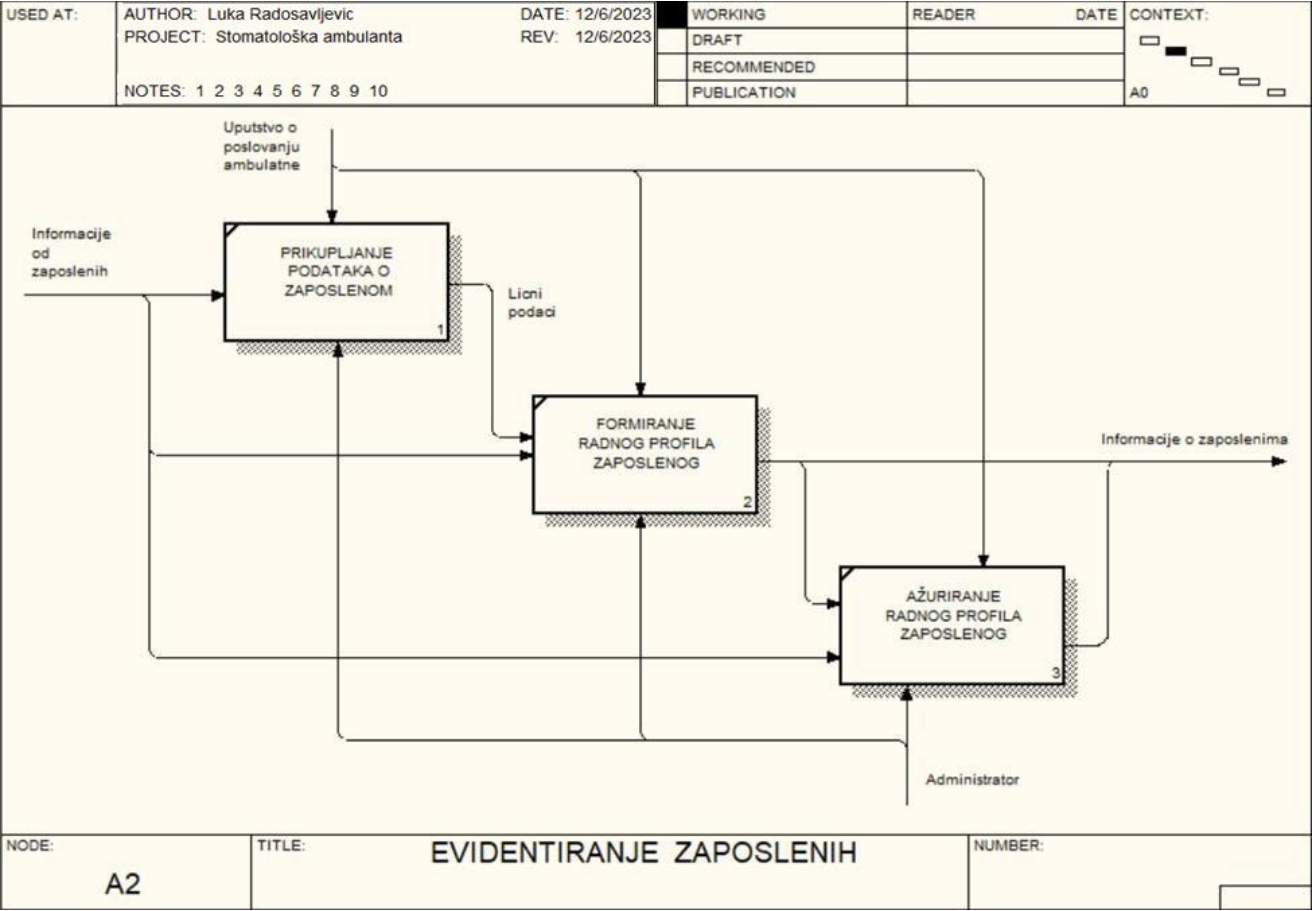 USED AT:
AUTHOR: Luka Radosavljevic
DATE: 12/6/2023
PROJECT: Stomatološka ambulanta
REV: 12/6/2023
NOTES: 1 2 3 4 5 6 7 8 9 10
WORKING
DRAFT
RECOMMENDED
PUBLICATION
READER DATE
CONTEXT:
A0
Uputstvo o
poslovanju
ambulatne
Informacije
od
zaposlenih
PRIKUPLJANJE
PODATAKA O
ZAPOSLENOM
1
Licni
podaci
FORMIRANJE
RADNOG PROFILA
ZAPOSLENOG
2
Informacije o zaposlenima
AŽURIRANJE
RADNOG PROFILA
ZAPOSLENOG
3
Administrator
NODE:
A2
TITLE:
EVIDENTIRANJE ZAPOSLENIH
NUMBER: